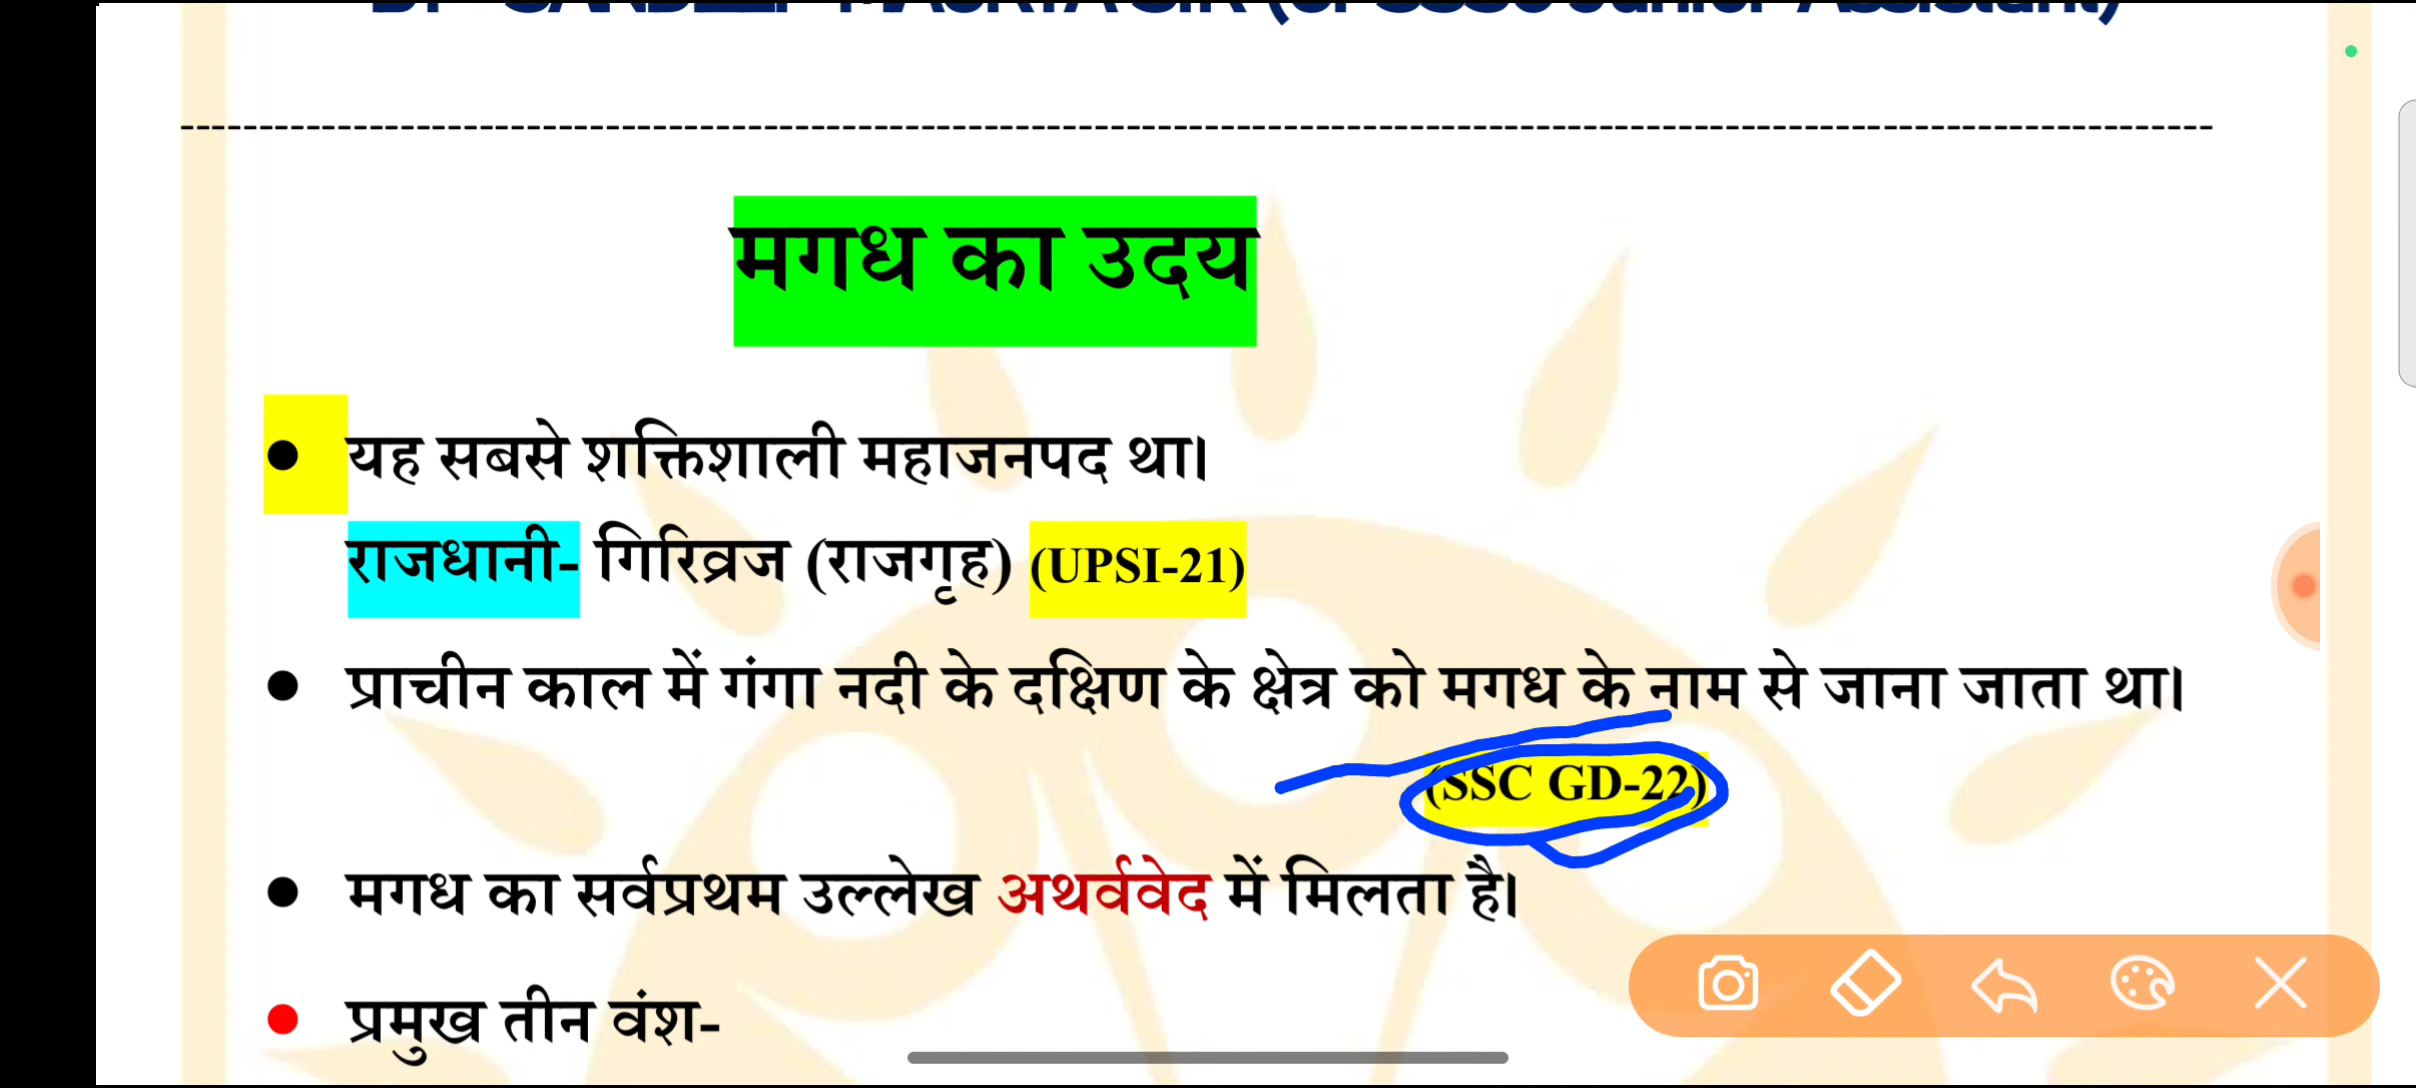 मगध का उदय
● यह सबसे शक्तिशाली महाजनपद था।
राजधानी- गिरिव्रज (राजगृह) (UPSI-21)
● प्राचीन काल में गंगा नदी के दक्षिण के क्षेत्र को मगध के नाम से जाना जाता था।
(SSC GD-22)
● मगध का सर्वप्रथम उल्लेख अथर्ववेद में मिलता है।
● प्रमुख तीन वंश-